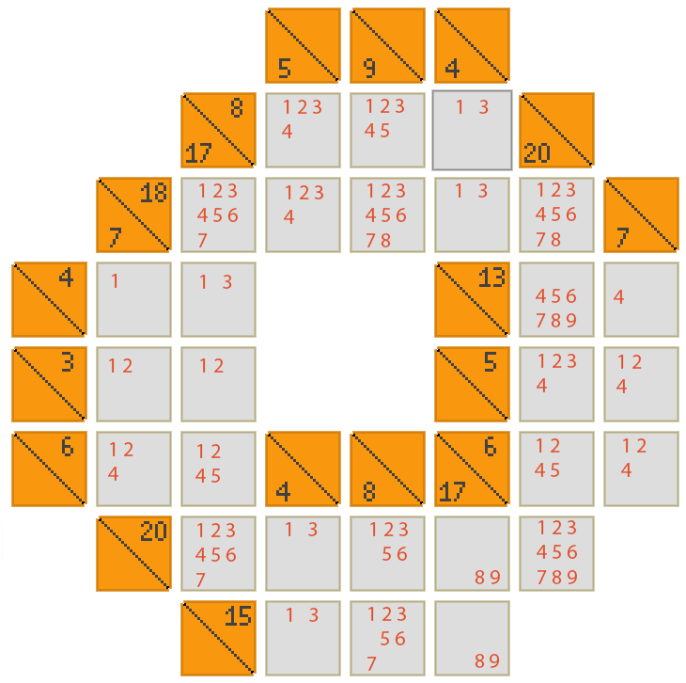 5 9 4
8
17 1 2 3
4 1 2 3
4 5 1 3 20
18
7 1 2 3
4 5 6
7 1 2 3
4 1 2 3
4 5 6
7 8 1 3 1 2 3
4 5 6
7 8 7
4 1 1 3 13 4 5 6
7 8 9 4
3 1 2 1 2 5 1 2 3
4 1 2
4
6 1 2
4 1 2
4 5 4 8 6
17 1 2
4 5 1 2
4
20 1 2 3
4 5 6
7 1 3 1 2 3
5 6 8 9 1 2 3
4 5 6
7 8 9
15 1 3 1 2 3
5 6
7 8 9